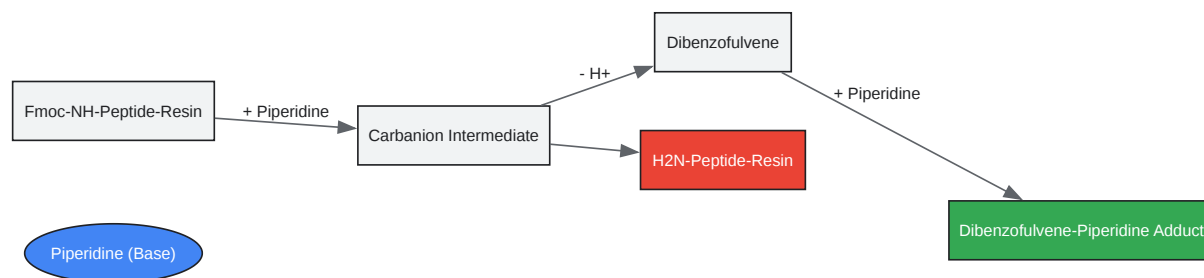 Dibenzofulvene
- H+
Fmoc-NH-Peptide-Resin
+ Piperidine
+ Piperidine
Carbanion Intermediate
H2N-Peptide-Resin
Dibenzofulvene-Piperidine Adduct
Piperidine (Base)